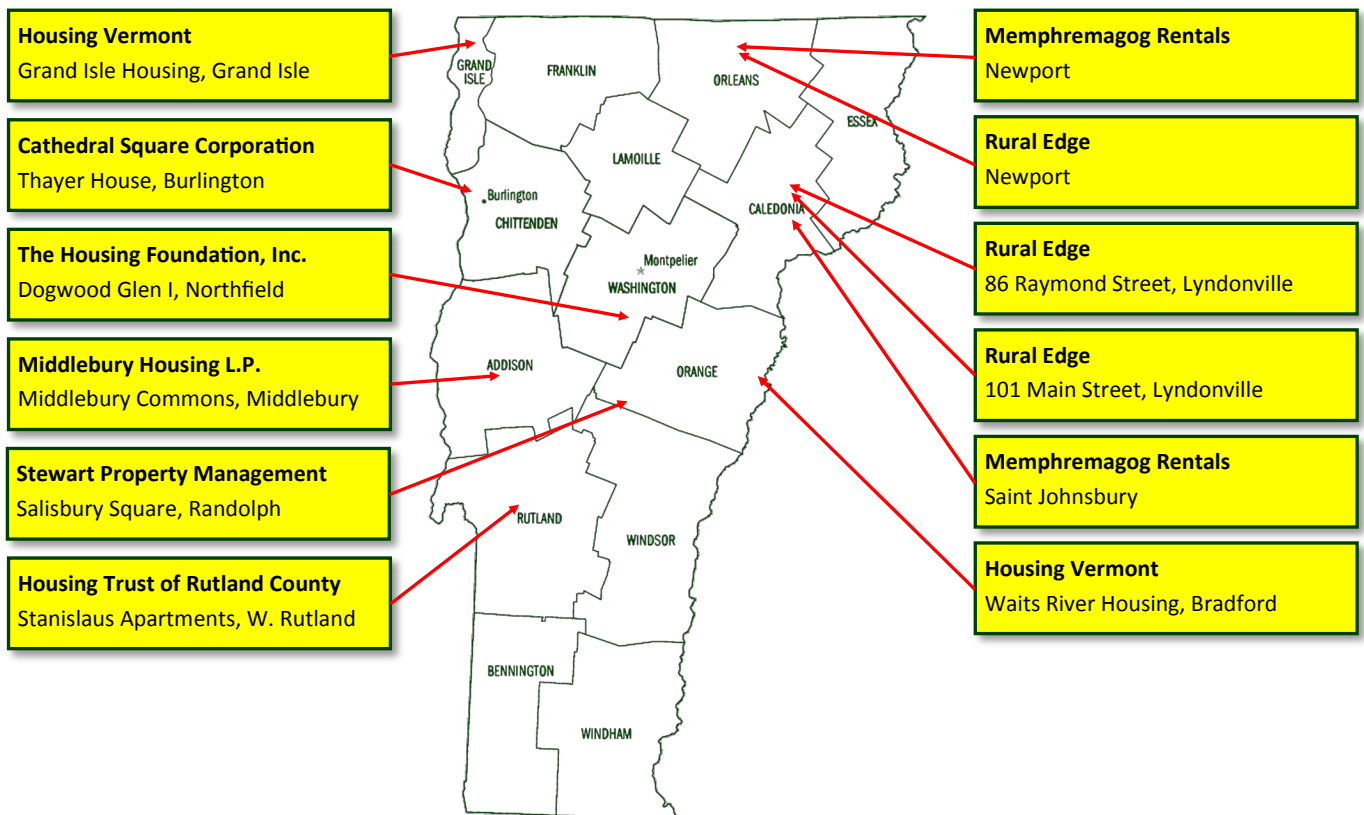 Housing Vermont
Grand Isle Housing, Grand Isle
Cathedral Square Corporation
Thayer House, Burlington
The Housing Foundation, Inc.
Dogwood Glen I, Northfield
Middlebury Housing L.P.
Middlebury Commons, Middlebury
Stewart Property Management
Salisbury Square, Randolph
Housing Trust of Rutland County
Stanislaus Apartments, W. Rutland
GRAND
ISLE
FRANKLIN
ORLEANS
ESSEX
LAMOILLE
Burlington
CHITTENDEN
CALEDONIA
Montpelier
WASHINGTON
ADDISON
ORANGE
RUTLAND
WINDSOR
BENNINGTON
WINDHAM
Memphremagog Rentals
Newport
Rural Edge
Newport
Rural Edge
86 Raymond Street, Lyndonville
Rural Edge
101 Main Street, Lyndonville
Memphremagog Rentals
Saint Johnsbury
Housing Vermont
Waits River Housing, Bradford